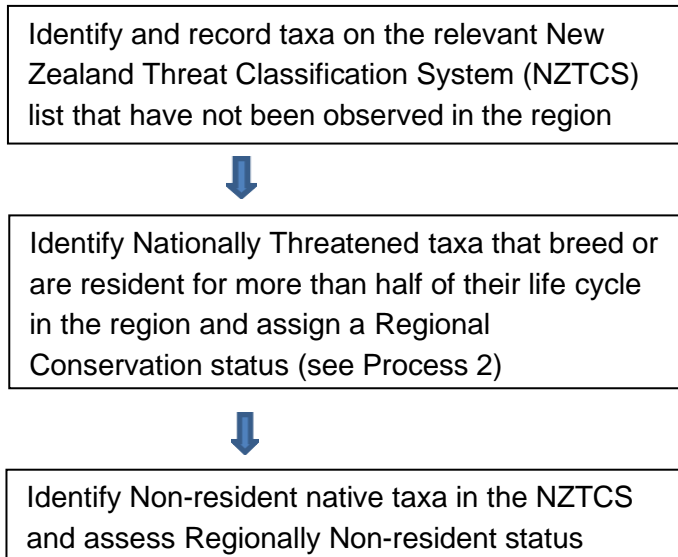 Identify and record taxa on the relevant New
Zealand Threat Classification System (NZTCS)
list that have not been observed in the region
Identify Nationally Threatened taxa that breed or
are resident for more than half of their life cycle
in the region and assign a Regional
Conservation status (see Process 2)
Identify Non-resident native taxa in the NZTCS
and assess Regionally Non-resident status